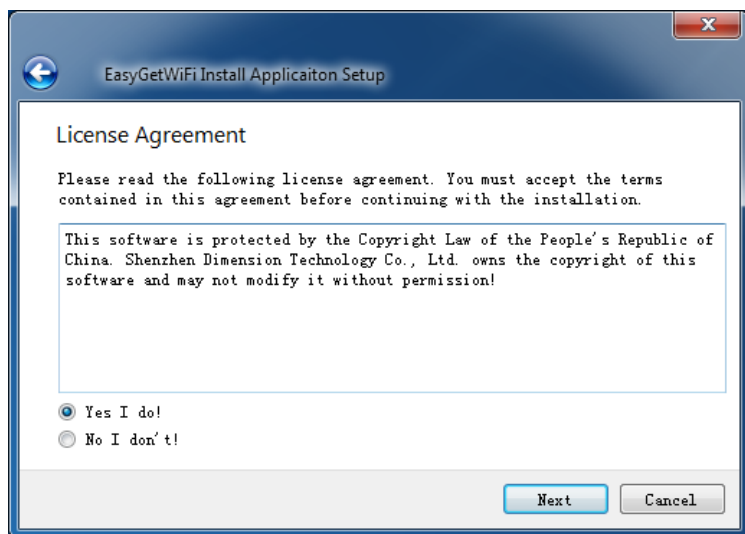 EasyGetWiFi Install Applicaiton Setup
License Agreement
Please read the following license agreement. You must accept the terms
contained in this agreement before continuing with the installation.
This software is protected by the Copyright Law of the People's Republic of
China. Shenzhen Dimension Technology Co., Ltd. owns the copyright of this
software and may not modify it without permission!
Yes I do!
No I don't!
Next
Cancel